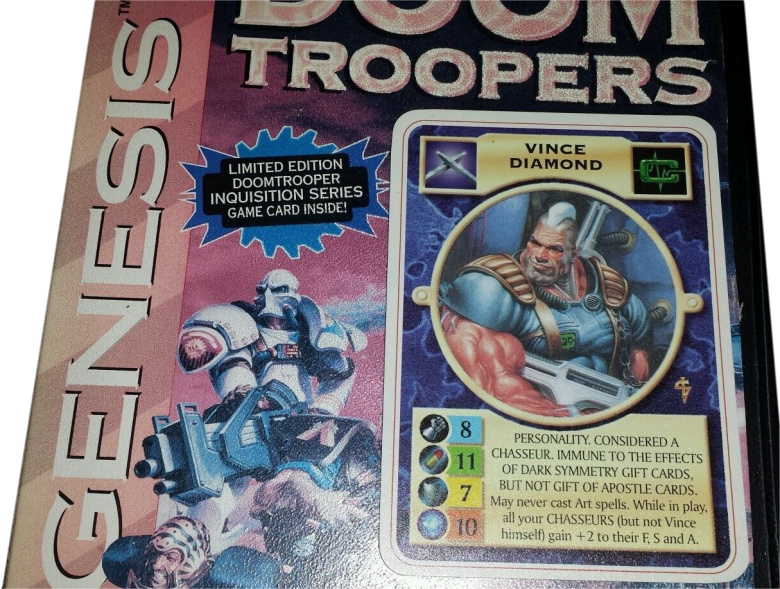 DOOM
TROOPERS
GENESIS
TM
LIMITED EDITION
DOOMTROOPER
INQUISITION SERIES
GAME CARD INSIDE!
VINCE
DIAMOND
8
11
7
10
PERSONALITY. CONSIDERED A
CHASSEUR. IMMUNE TO THE EFFECTS
OF DARK SYMMETRY GIFT CARDS,
BUT NOT GIFT OF APOSTLE CARDS.
May never cast Art spells. While in play,
all your CHASSEURS (but not Vince
himself) gain +2 to their F, S and A.